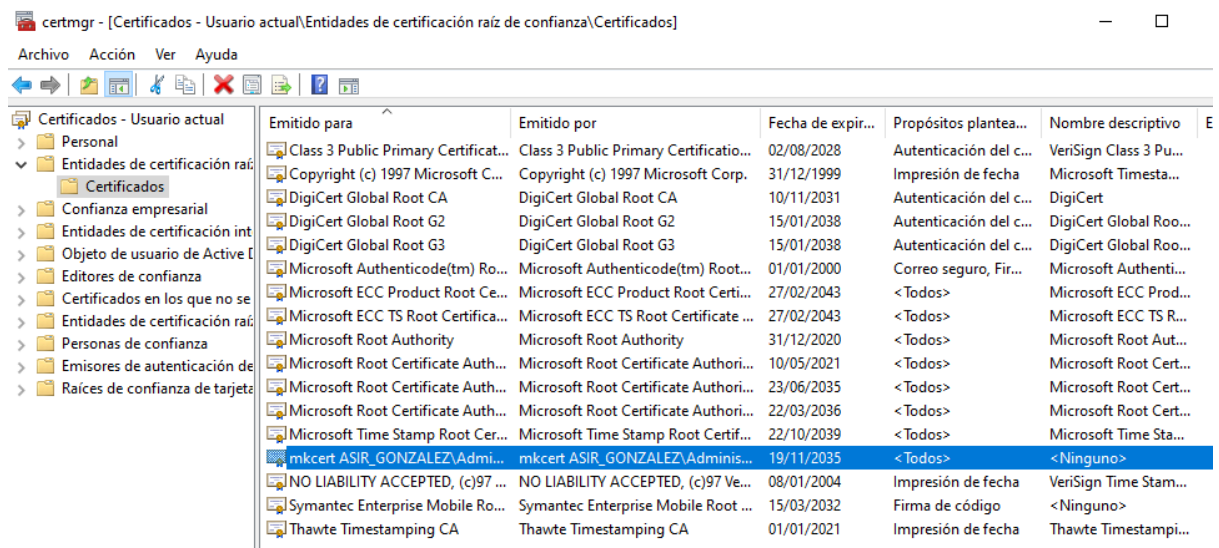 certmgr - [Certificados - Usuario actual\Entidades de certificación raíz de confianza\Certificados]
Archivo Acción Ver Ayuda
Certificados - Usuario actual
Personal
Entidades de certificación raí
Certificados
Confianza empresarial
Entidades de certificación int
Objeto de usuario de Active D
Editores de confianza
Certificados en los que no se
Entidades de certificación raí
Personas de confianza
Emisores de autenticación de
Raíces de confianza de tarjeta
Emitido para Emitido por Fecha de expir... Propósitos plantea... Nombre descriptivo E
Class 3 Public Primary Certificat... Class 3 Public Primary Certificatio... 02/08/2028 Autenticación del c... VeriSign Class 3 Pu...
Copyright (c) 1997 Microsoft C... Copyright (c) 1997 Microsoft Corp. 31/12/1999 Impresión de fecha Microsoft Timesta...
DigiCert Global Root CA DigiCert Global Root CA 10/11/2031 Autenticación del c... DigiCert
DigiCert Global Root G2 DigiCert Global Root G2 15/01/2038 Autenticación del c... DigiCert Global Roo...
DigiCert Global Root G3 DigiCert Global Root G3 15/01/2038 Autenticación del c... DigiCert Global Roo...
Microsoft Authenticode(tm) Ro... Microsoft Authenticode(tm) Root... 01/01/2000 Correo seguro, Fir... Microsoft Authenti...
Microsoft ECC Product Root Ce... Microsoft ECC Product Root Certi... 27/02/2043 <Todos> Microsoft ECC Prod...
Microsoft ECC TS Root Certifica... Microsoft ECC TS Root Certificate ... 27/02/2043 <Todos> Microsoft ECC TS R...
Microsoft Root Authority Microsoft Root Authority 31/12/2020 <Todos> Microsoft Root Aut...
Microsoft Root Certificate Auth... Microsoft Root Certificate Authori... 10/05/2021 <Todos> Microsoft Root Cert...
Microsoft Root Certificate Auth... Microsoft Root Certificate Authori... 23/06/2035 <Todos> Microsoft Root Cert...
Microsoft Root Certificate Auth... Microsoft Root Certificate Authori... 22/03/2036 <Todos> Microsoft Root Cert...
Microsoft Time Stamp Root Cer... Microsoft Time Stamp Root Certif... 22/10/2039 <Todos> Microsoft Time Sta...
mkcert ASIR_GONZALEZ\Admi... mkcert ASIR_GONZALEZ\Adminis... 19/11/2035 <Todos> <Ninguno>
NO LIABILITY ACCEPTED, (c)97 ... NO LIABILITY ACCEPTED, (c)97 Ve... 08/01/2004 Impresión de fecha VeriSign Time Stam...
Symantec Enterprise Mobile Ro... Symantec Enterprise Mobile Root ... 15/03/2032 Firma de código <Ninguno>
Thawte Timestamping CA Thawte Timestamping CA 01/01/2021 Impresión de fecha Thawte Timestampi...